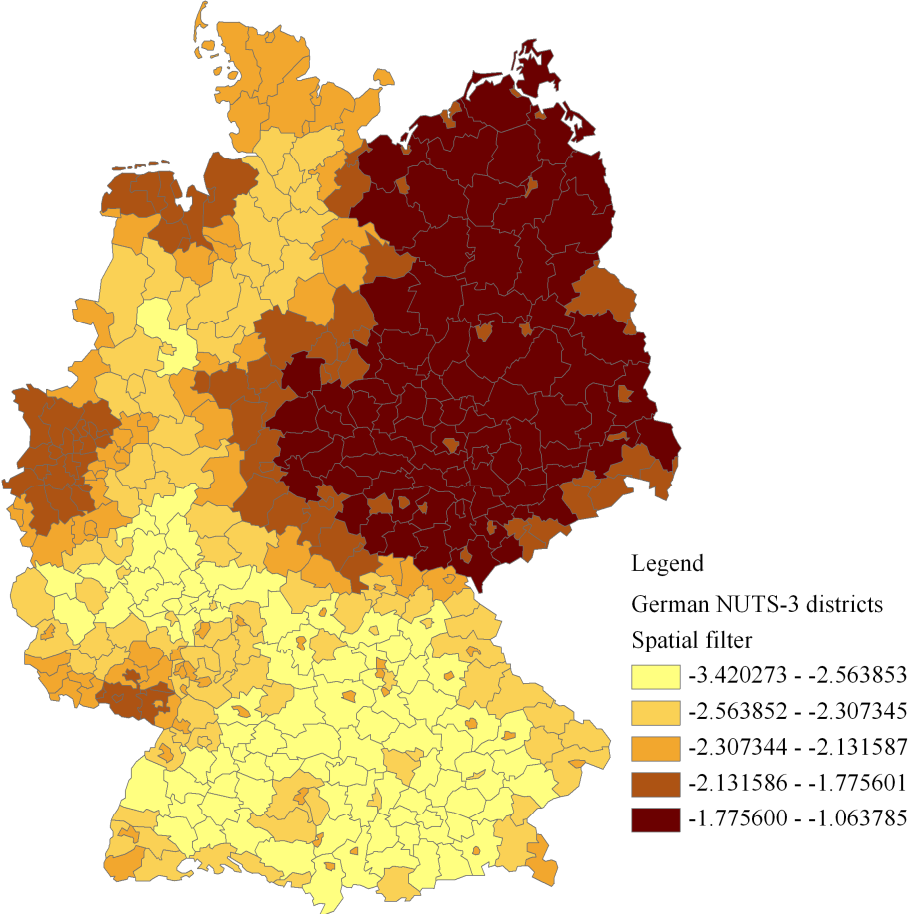 Legend
German NUTS-3 districts
Spatial filter
-3.420273 - -2.563853
-2.563852 - -2.307345
-2.307344 - -2.131587
-2.131586 - -1.775601
-1.775600 - -1.063785